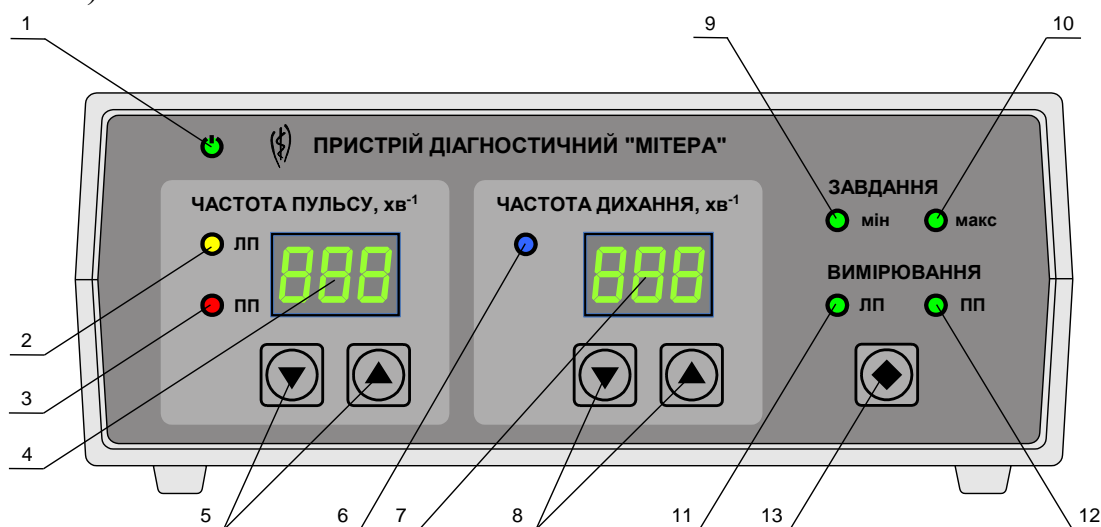 )
1
9
10
ПРИСТРІЙ ДІАГНОСТИЧНИЙ "МІТЕРА"
ЗАВДАННЯ
мін макс
ЧАСТОТА ПУЛЬСУ, хв-1
ЧАСТОТА ДИХАННЯ, хв-1
ЛП
888
888
ВИМІРЮВАННЯ
ЛП ПП
ПП
2
3
4
5
6
7
8
11
13
12